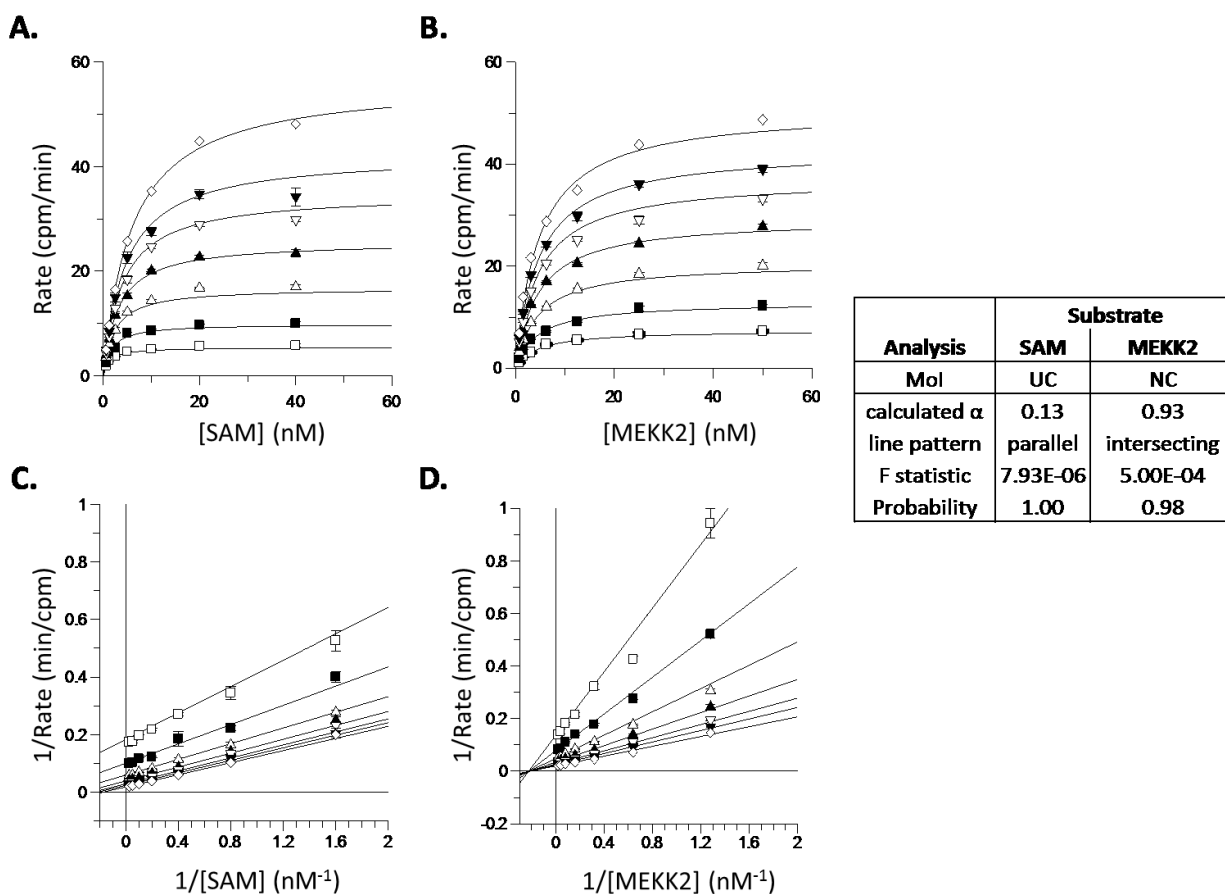 A.
60
40
20
0
Rate (cpm/min)
0 20 40 60
[SAM] (nM)
B.
60
40
20
0
Rate (cpm/min)
0 20 40 60
[MEKK2] (nM)
Substrate
Analysis SAM MEKK2
MoI UC NC
calculated α 0.13 0.93
line pattern parallel intersecting
F statistic 7.93E-06 5.00E-04
Probability 1.00 0.98
C.
1
0.8
0.6
0.4
0.2
0
1/Rate (min/cpm)
0 0.4 0.8 1.2 1.6 2
1/[SAM] (nM⁻¹)
D.
1
0.8
0.6
0.4
0.2
0
-0.2
1/Rate (min/cpm)
0 0.4 0.8 1.2 1.6 2
1/[MEKK2] (nM⁻¹)